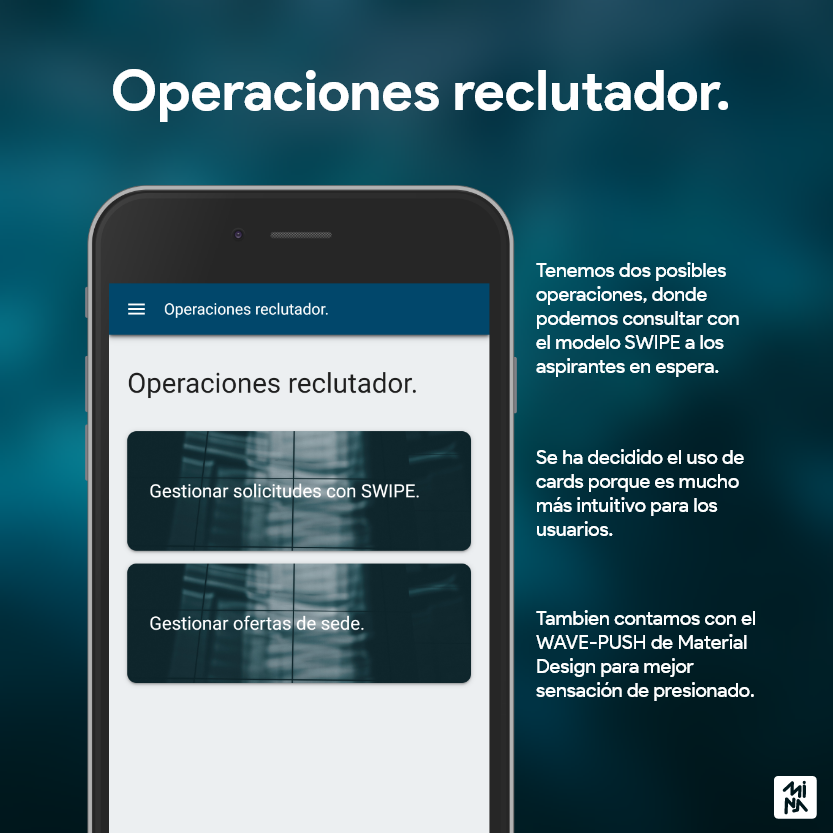 Operaciones reclutador.
Operaciones reclutador.
Operaciones reclutador.
Gestionar solicitudes con SWIPE.
Gestionar ofertas de sede.
Tenemos dos posibles
operaciones, donde
podemos consultar con
el modelo SWIPE a los
aspirantes en espera.
Se ha decidido el uso de
cards porque es mucho
más intuitivo para los
usuarios.
Tambien contamos con el
WAVE-PUSH de Material
Design para mejor
sensación de presionado.
Mi
NA